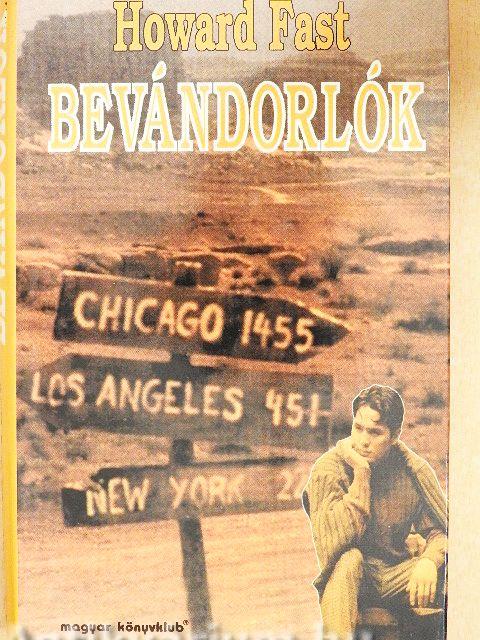 Howard Fast
BEVÁNDORLÓK
CHICAGO 1455
LOS ANGELES 451
NEW YORK
magyar könyvklub®